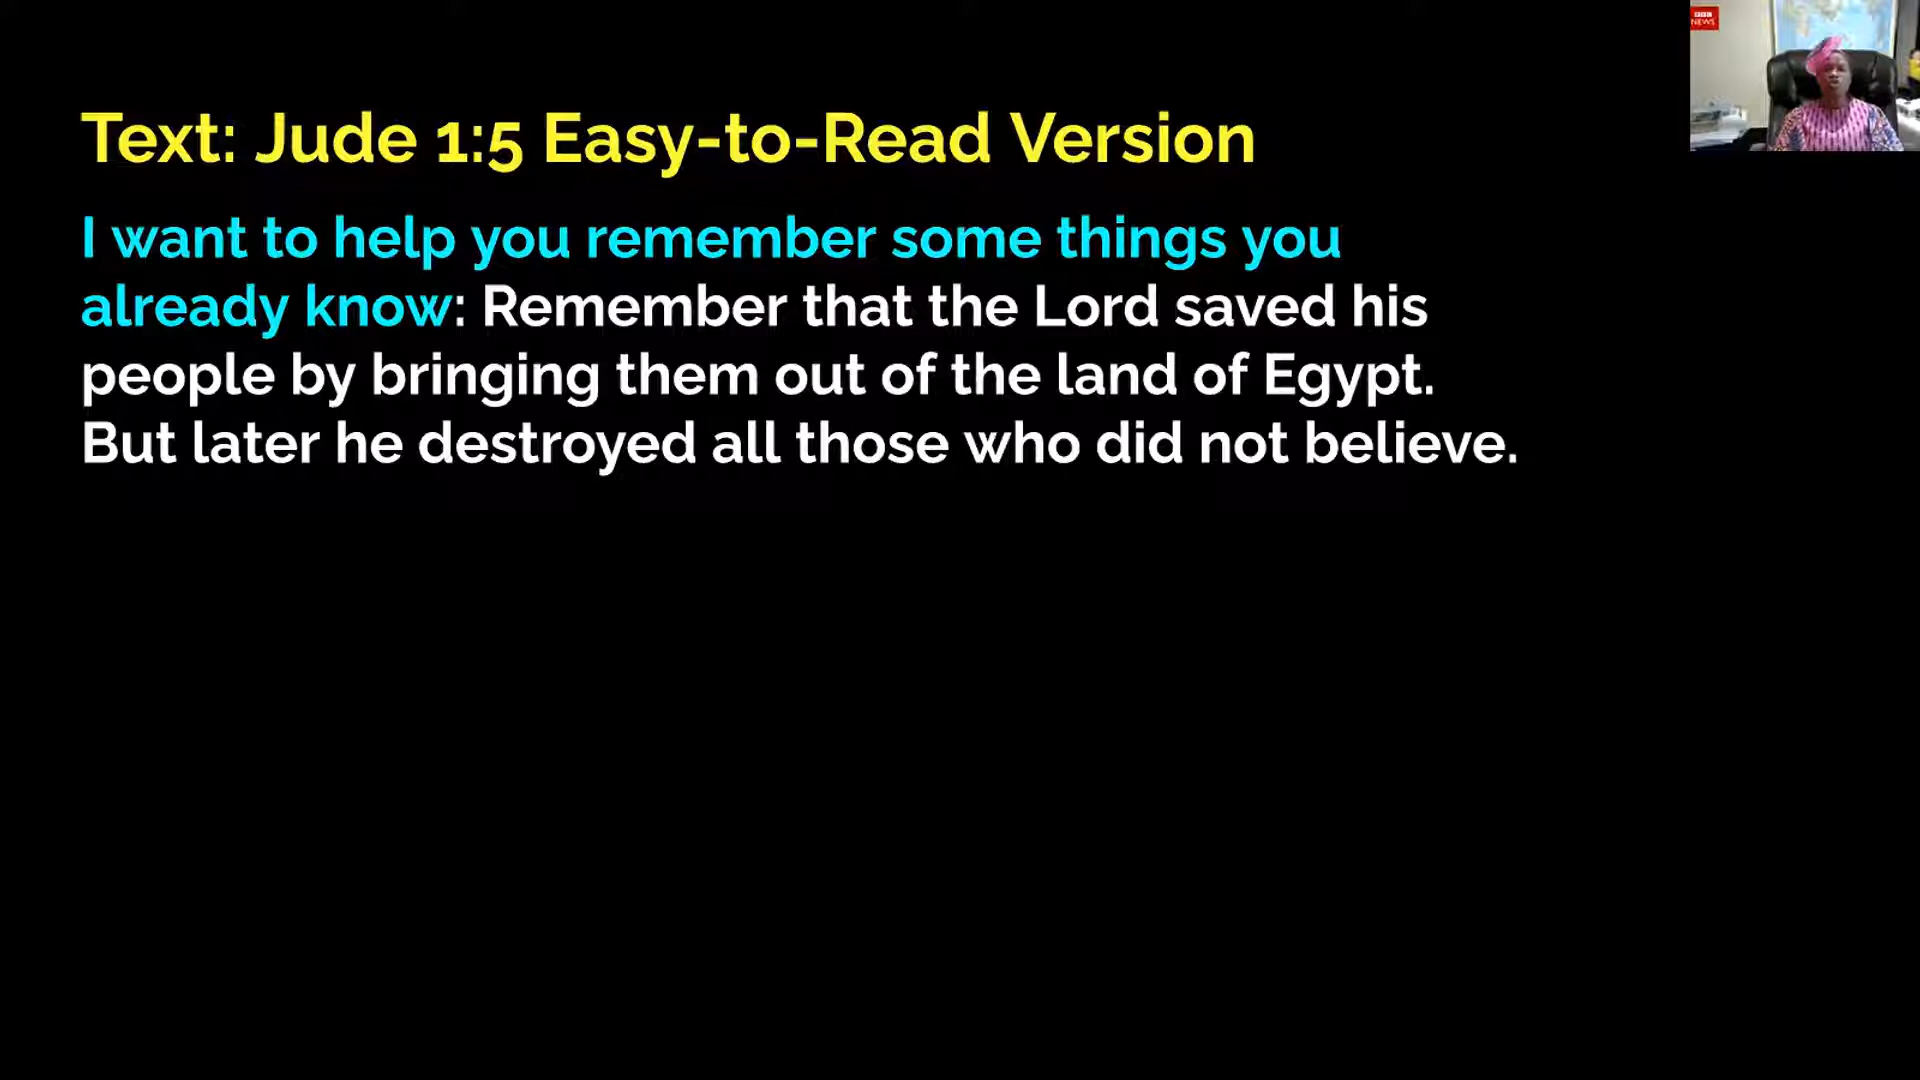 BBC
NEWS
Text: Jude 1:5 Easy-to-Read Version
I want to help you remember some things you
already know: Remember that the Lord saved his
people by bringing them out of the land of Egypt.
But later he destroyed all those who did not believe.